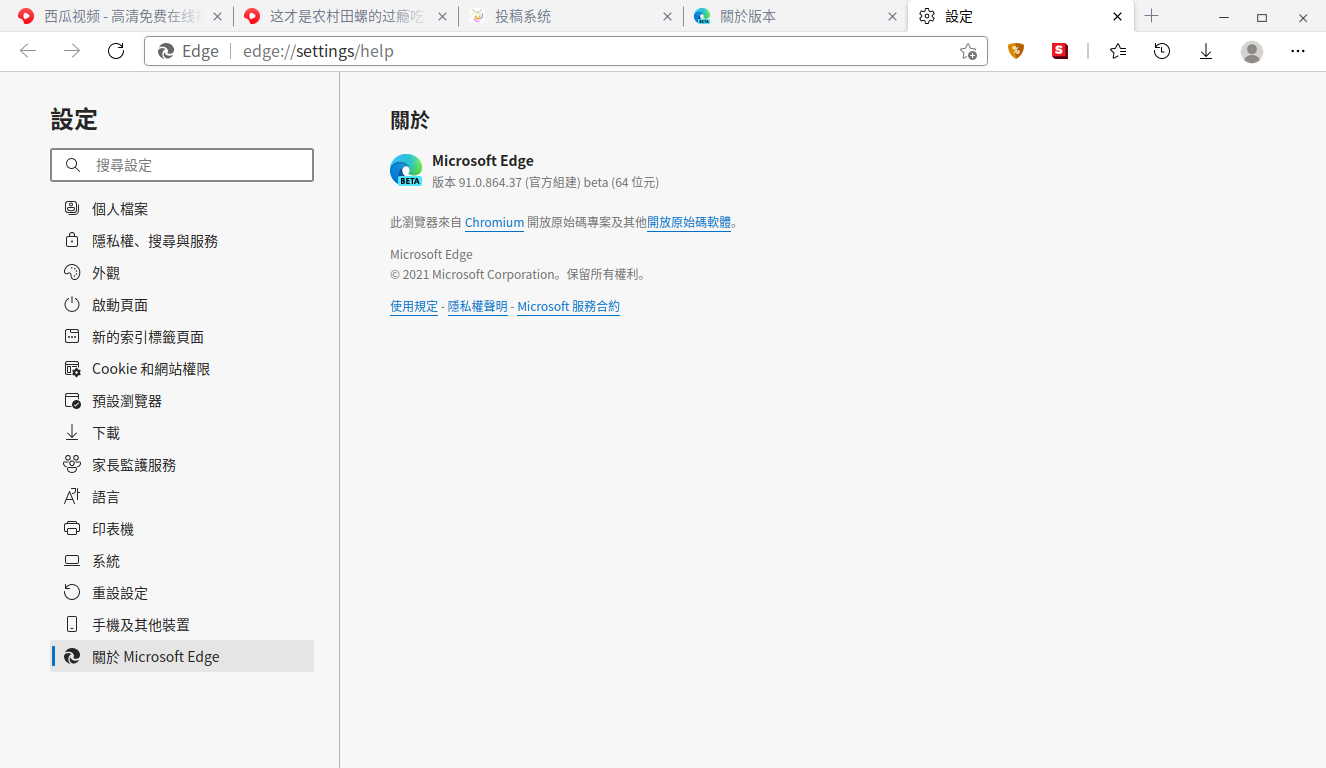 西瓜视频 - 高清免费在线
这才是农村田螺的过瘾吃
投稿系统
關於版本
設定
Edge
edge://settings/help
設定
搜尋設定
個人檔案
隱私權、搜尋與服務
外觀
啟動頁面
新的索引標籤頁面
Cookie 和網站權限
預設瀏覽器
下載
家長監護服務
語言
印表機
系統
重設設定
手機及其他裝置
關於 Microsoft Edge
關於
BETA
Microsoft Edge
版本 91.0.864.37 (官方組建) beta (64 位元)
此瀏覽器來自 Chromium 開放原始碼專案及其他開放原始碼軟體。
Microsoft Edge
© 2021 Microsoft Corporation。保留所有權利。
使用規定 - 隱私權聲明 - Microsoft 服務合約